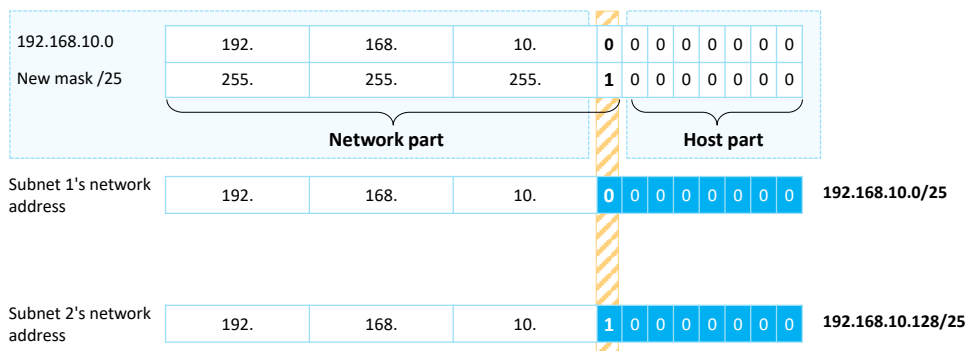 192.168.10.0 192. 168. 10. 0 0 0 0 0 0 0 0
New mask /25 255. 255. 255. 1 0 0 0 0 0 0 0
Network part Host part
Subnet 1's network
address
192. 168. 10. 0 0 0 0 0 0 0 0 192.168.10.0/25
Subnet 2's network
address
192. 168. 10. 1 0 0 0 0 0 0 0 192.168.10.128/25